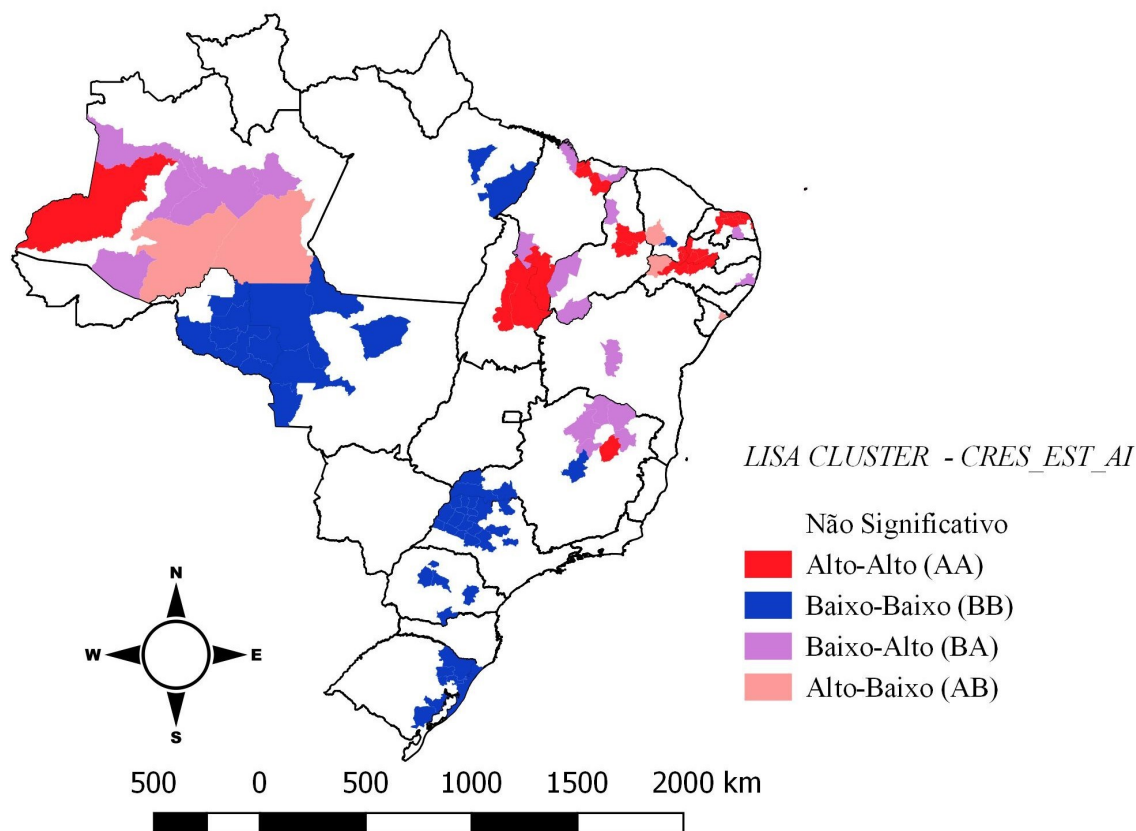 LISA CLUSTER - CRES_EST_AI
Não Significativo
Alto-Alto (AA)
Baixo-Baixo (BB)
Baixo-Alto (BA)
Alto-Baixo (AB)
N
W
E
S
500 0 500 1000 1500 2000 km